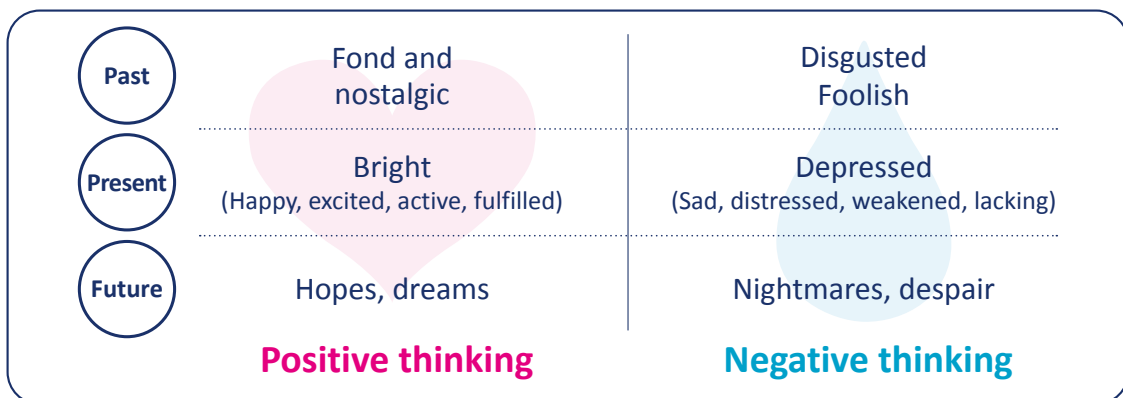 Past
Fond and
nostalgic
Disgusted
Foolish
Present
Bright
(Happy, excited, active, fulfilled)
Depressed
(Sad, distressed, weakened, lacking)
Future
Hopes, dreams
Nightmares, despair
Positive thinking
Negative thinking